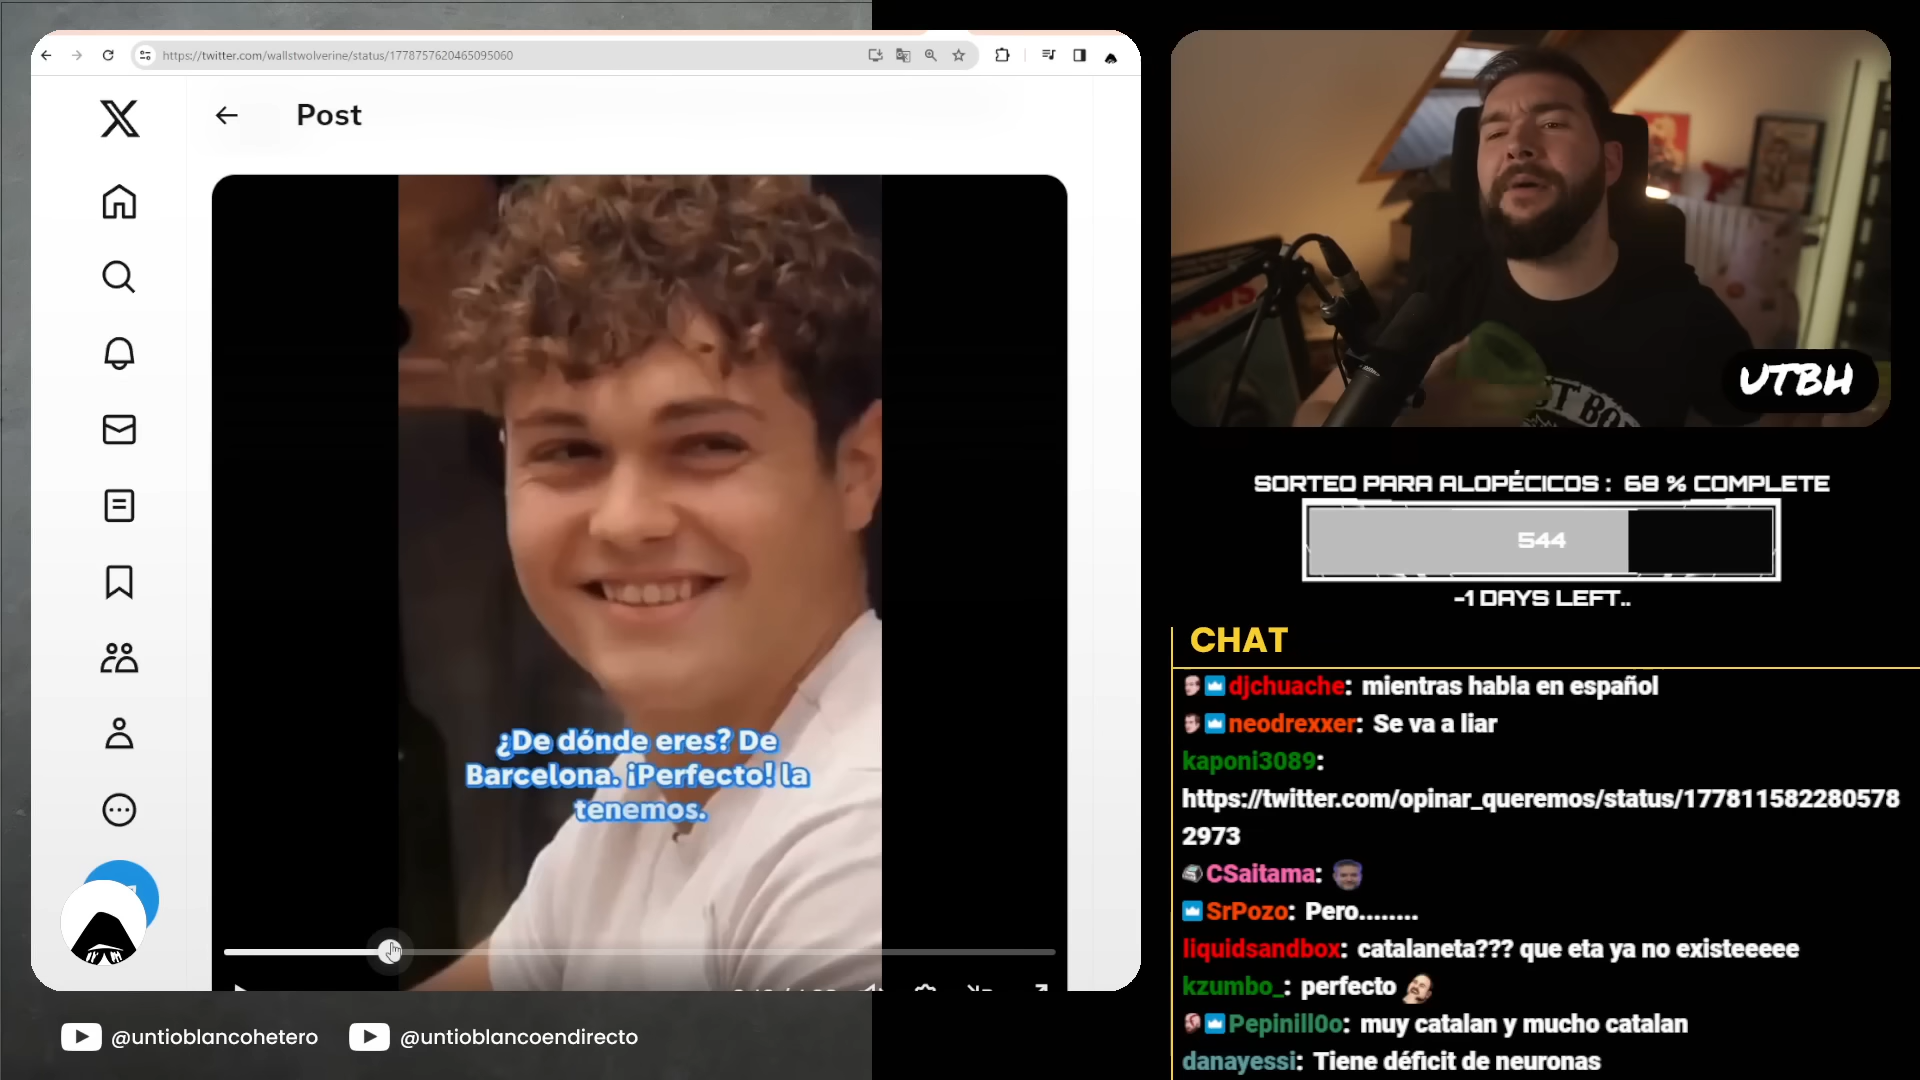 https://twitter.com/wallstwolverine/status/1778757620465095060
Post
¿De dónde eres? De
Barcelona. ¡Perfecto! la
tenemos.
@untioblancohetero
@untioblancoendirecto
UTBH
SORTEO PARA ALOPÉCICOS : 68 % COMPLETE
544
-1 DAYS LEFT..
CHAT
djchuache: mientras habla en español
neodrexxer: Se va a liar
kaponi3089:
https://twitter.com/opinar_queremos/status/177811582280578
2973
CSaitama:
SrPozo: Pero........
liquidsandbox: catalaneta??? que eta ya no existeeeee
kzumbo_: perfecto
Pepinill0o: muy catalan y mucho catalan
danayessi: Tiene déficit de neuronas